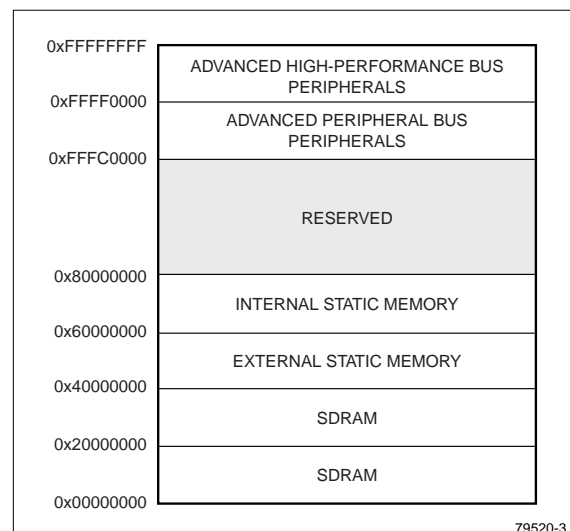 0xFFFFFFFF
ADVANCED HIGH-PERFORMANCE BUS
PERIPHERALS
0xFFFF0000
ADVANCED PERIPHERAL BUS
PERIPHERALS
0xFFFC0000
RESERVED
0x80000000
INTERNAL STATIC MEMORY
0x60000000
EXTERNAL STATIC MEMORY
0x40000000
SDRAM
0x20000000
SDRAM
0x00000000
79520-3